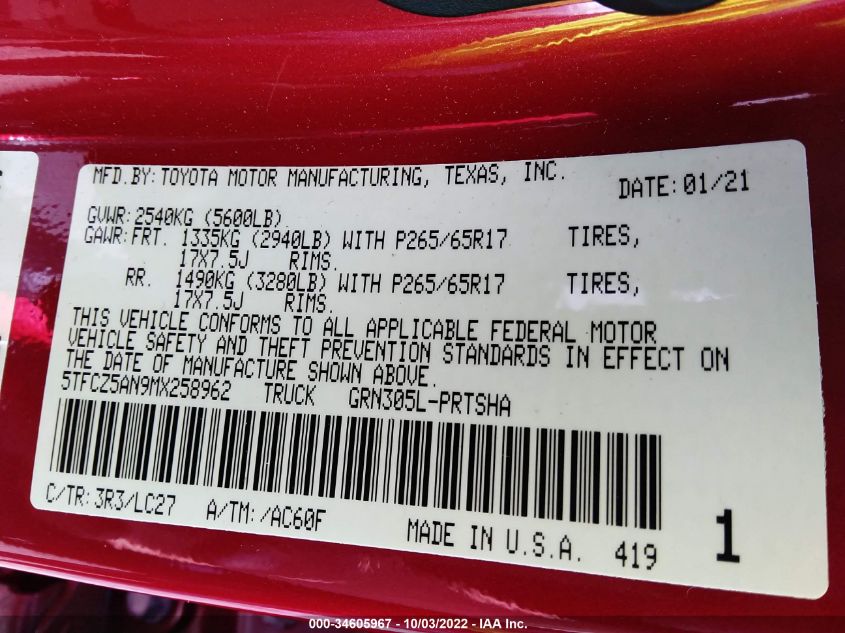 MFD.BY: TOYOTA MOTOR MANUFACTURING, TEXAS, INC.
DATE: 01/21
GVWR: 2540KG (5600LB)
GAWR: FRT. 1335KG (2940LB) WITH P265/65R17 TIRES,
17X7.5J RIMS.
RR. 1490KG (3280LB) WITH P265/65R17 TIRES,
17X7.5J RIMS.
THIS VEHICLE CONFORMS TO ALL APPLICABLE FEDERAL MOTOR
VEHICLE SAFETY AND THEFT PREVENTION STANDARDS IN EFFECT ON
THE DATE OF MANUFACTURE SHOWN ABOVE.
5TFCZ5AN9MX258962 TRUCK GRN305L-PRTSHA
C/TR: 3R3/LC27 A/TM: /AC60F MADE IN U.S.A. 419 1
000-34605967 - 10/03/2022 - IAA Inc.